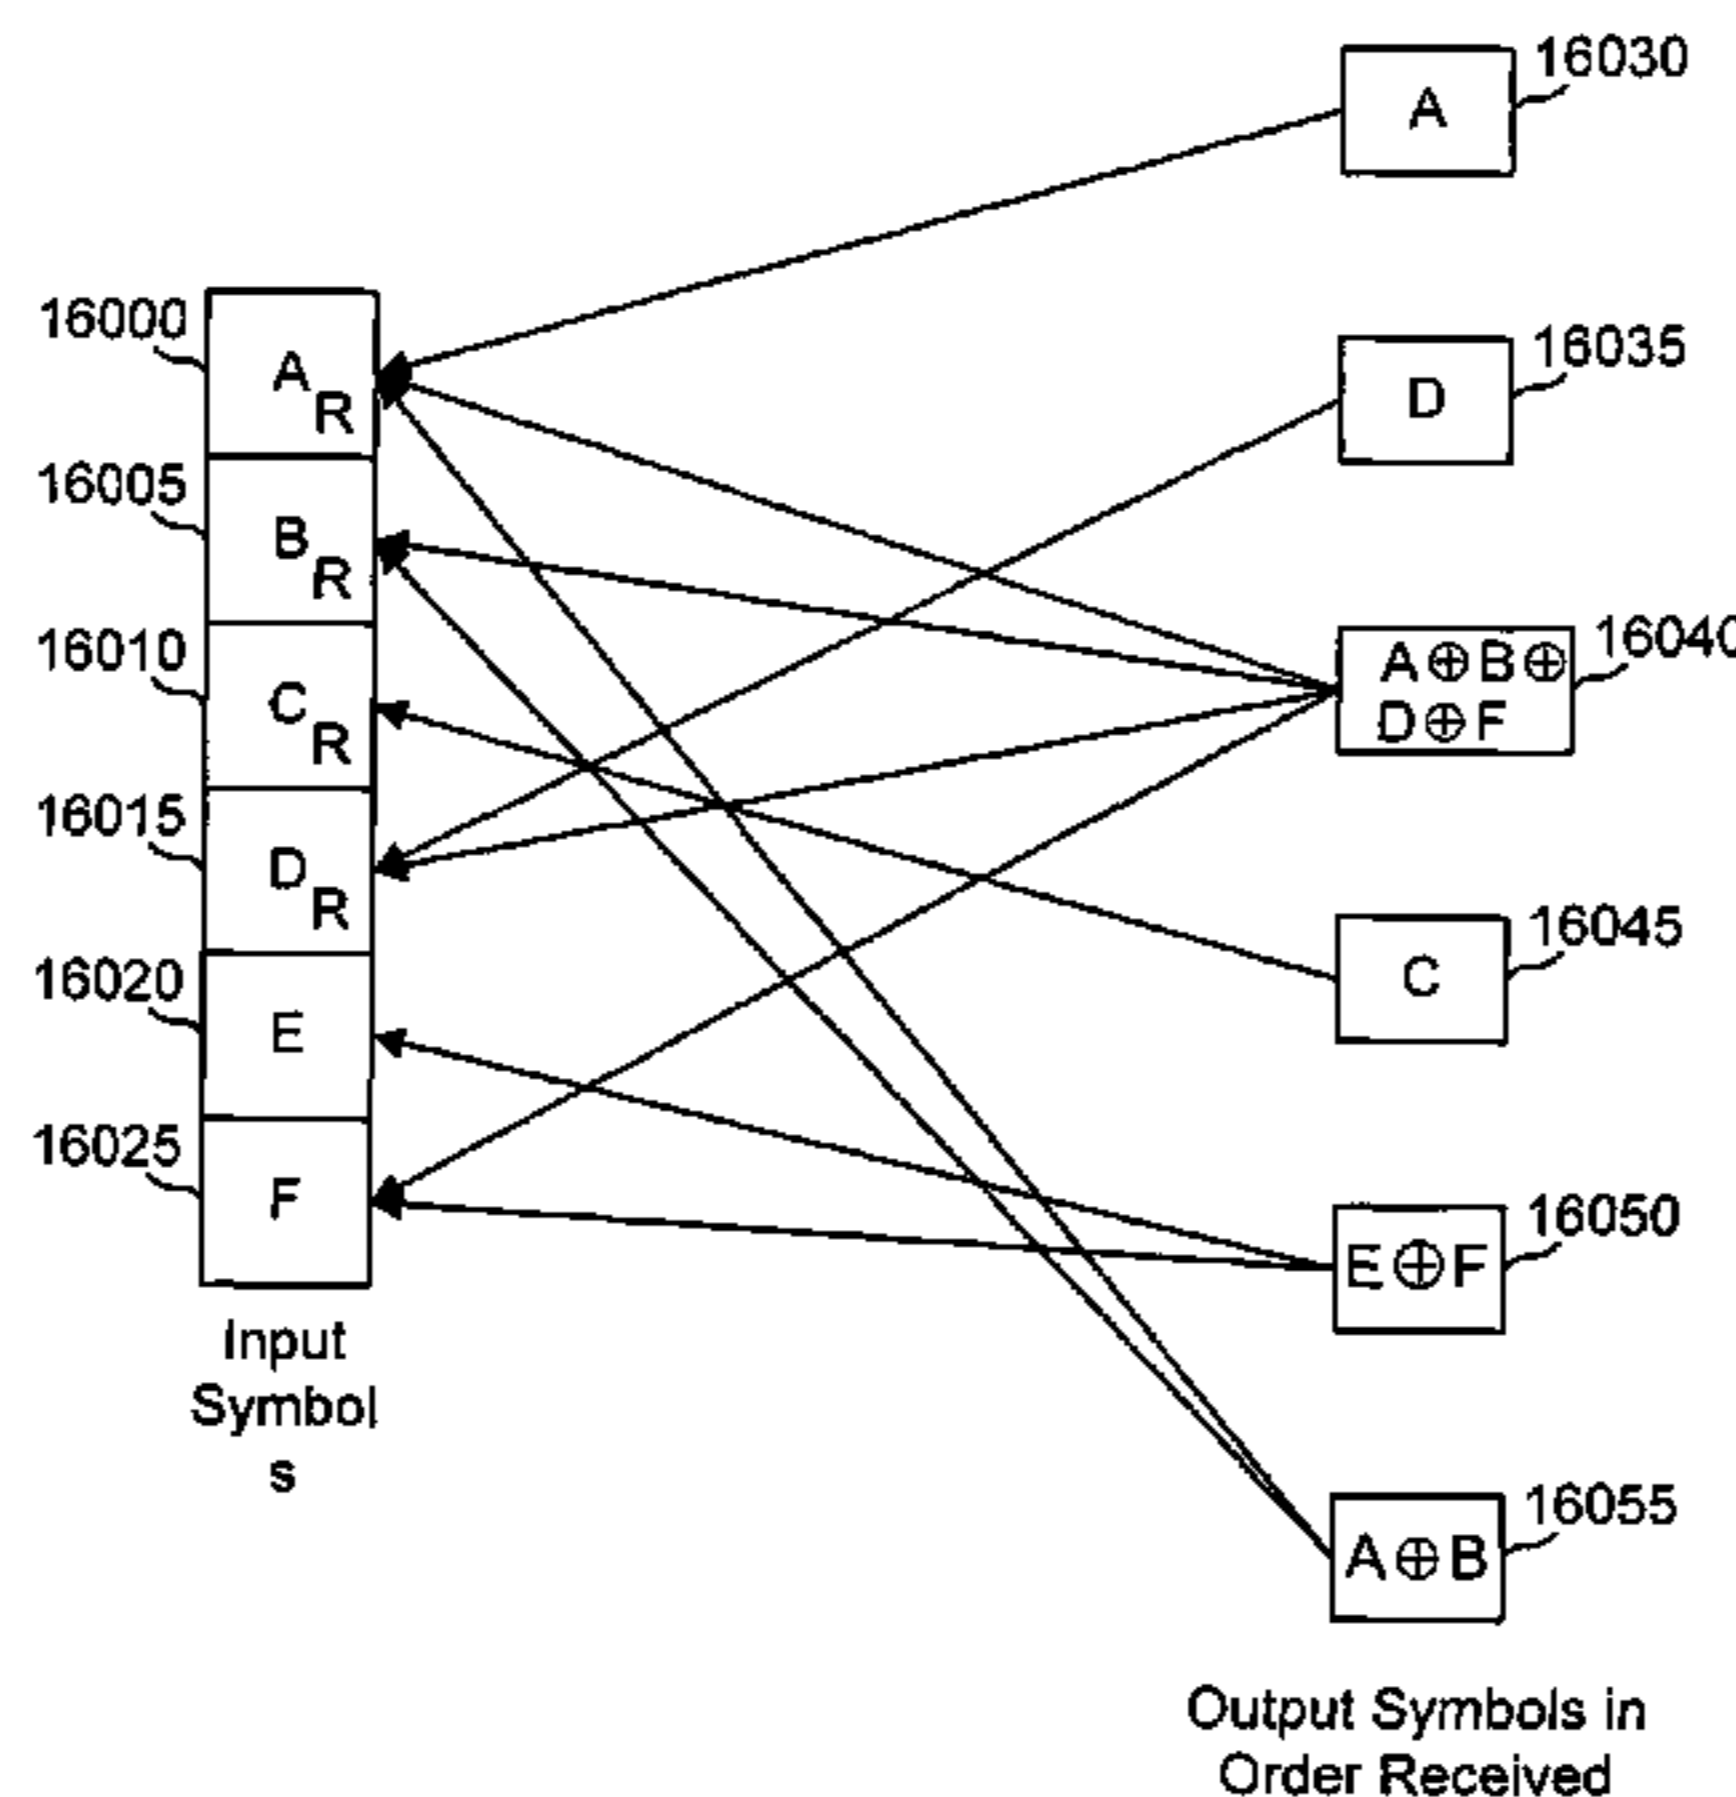 16000
A R
16005
B R
16010
C R
16015
D R
16020
E
16025
F
Input
Symbol
s
A
16030
D
16035
A⊕B⊕
D⊕F
16040
C
16045
E⊕F
16050
A⊕B
16055
Output Symbols in
Order Received